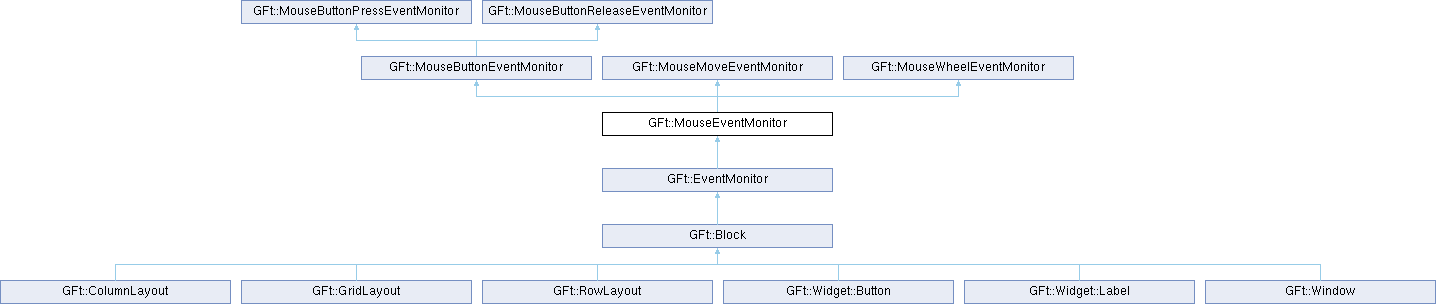 GFt::MouseButtonPressEventMonitor
GFt::MouseButtonReleaseEventMonitor
GFt::MouseButtonEventMonitor
GFt::MouseMoveEventMonitor
GFt::MouseWheelEventMonitor
GFt::MouseEventMonitor
GFt::EventMonitor
GFt::Block
GFt::ColumnLayout
GFt::GridLayout
GFt::RowLayout
GFt::Widget::Button
GFt::Widget::Label
GFt::Window